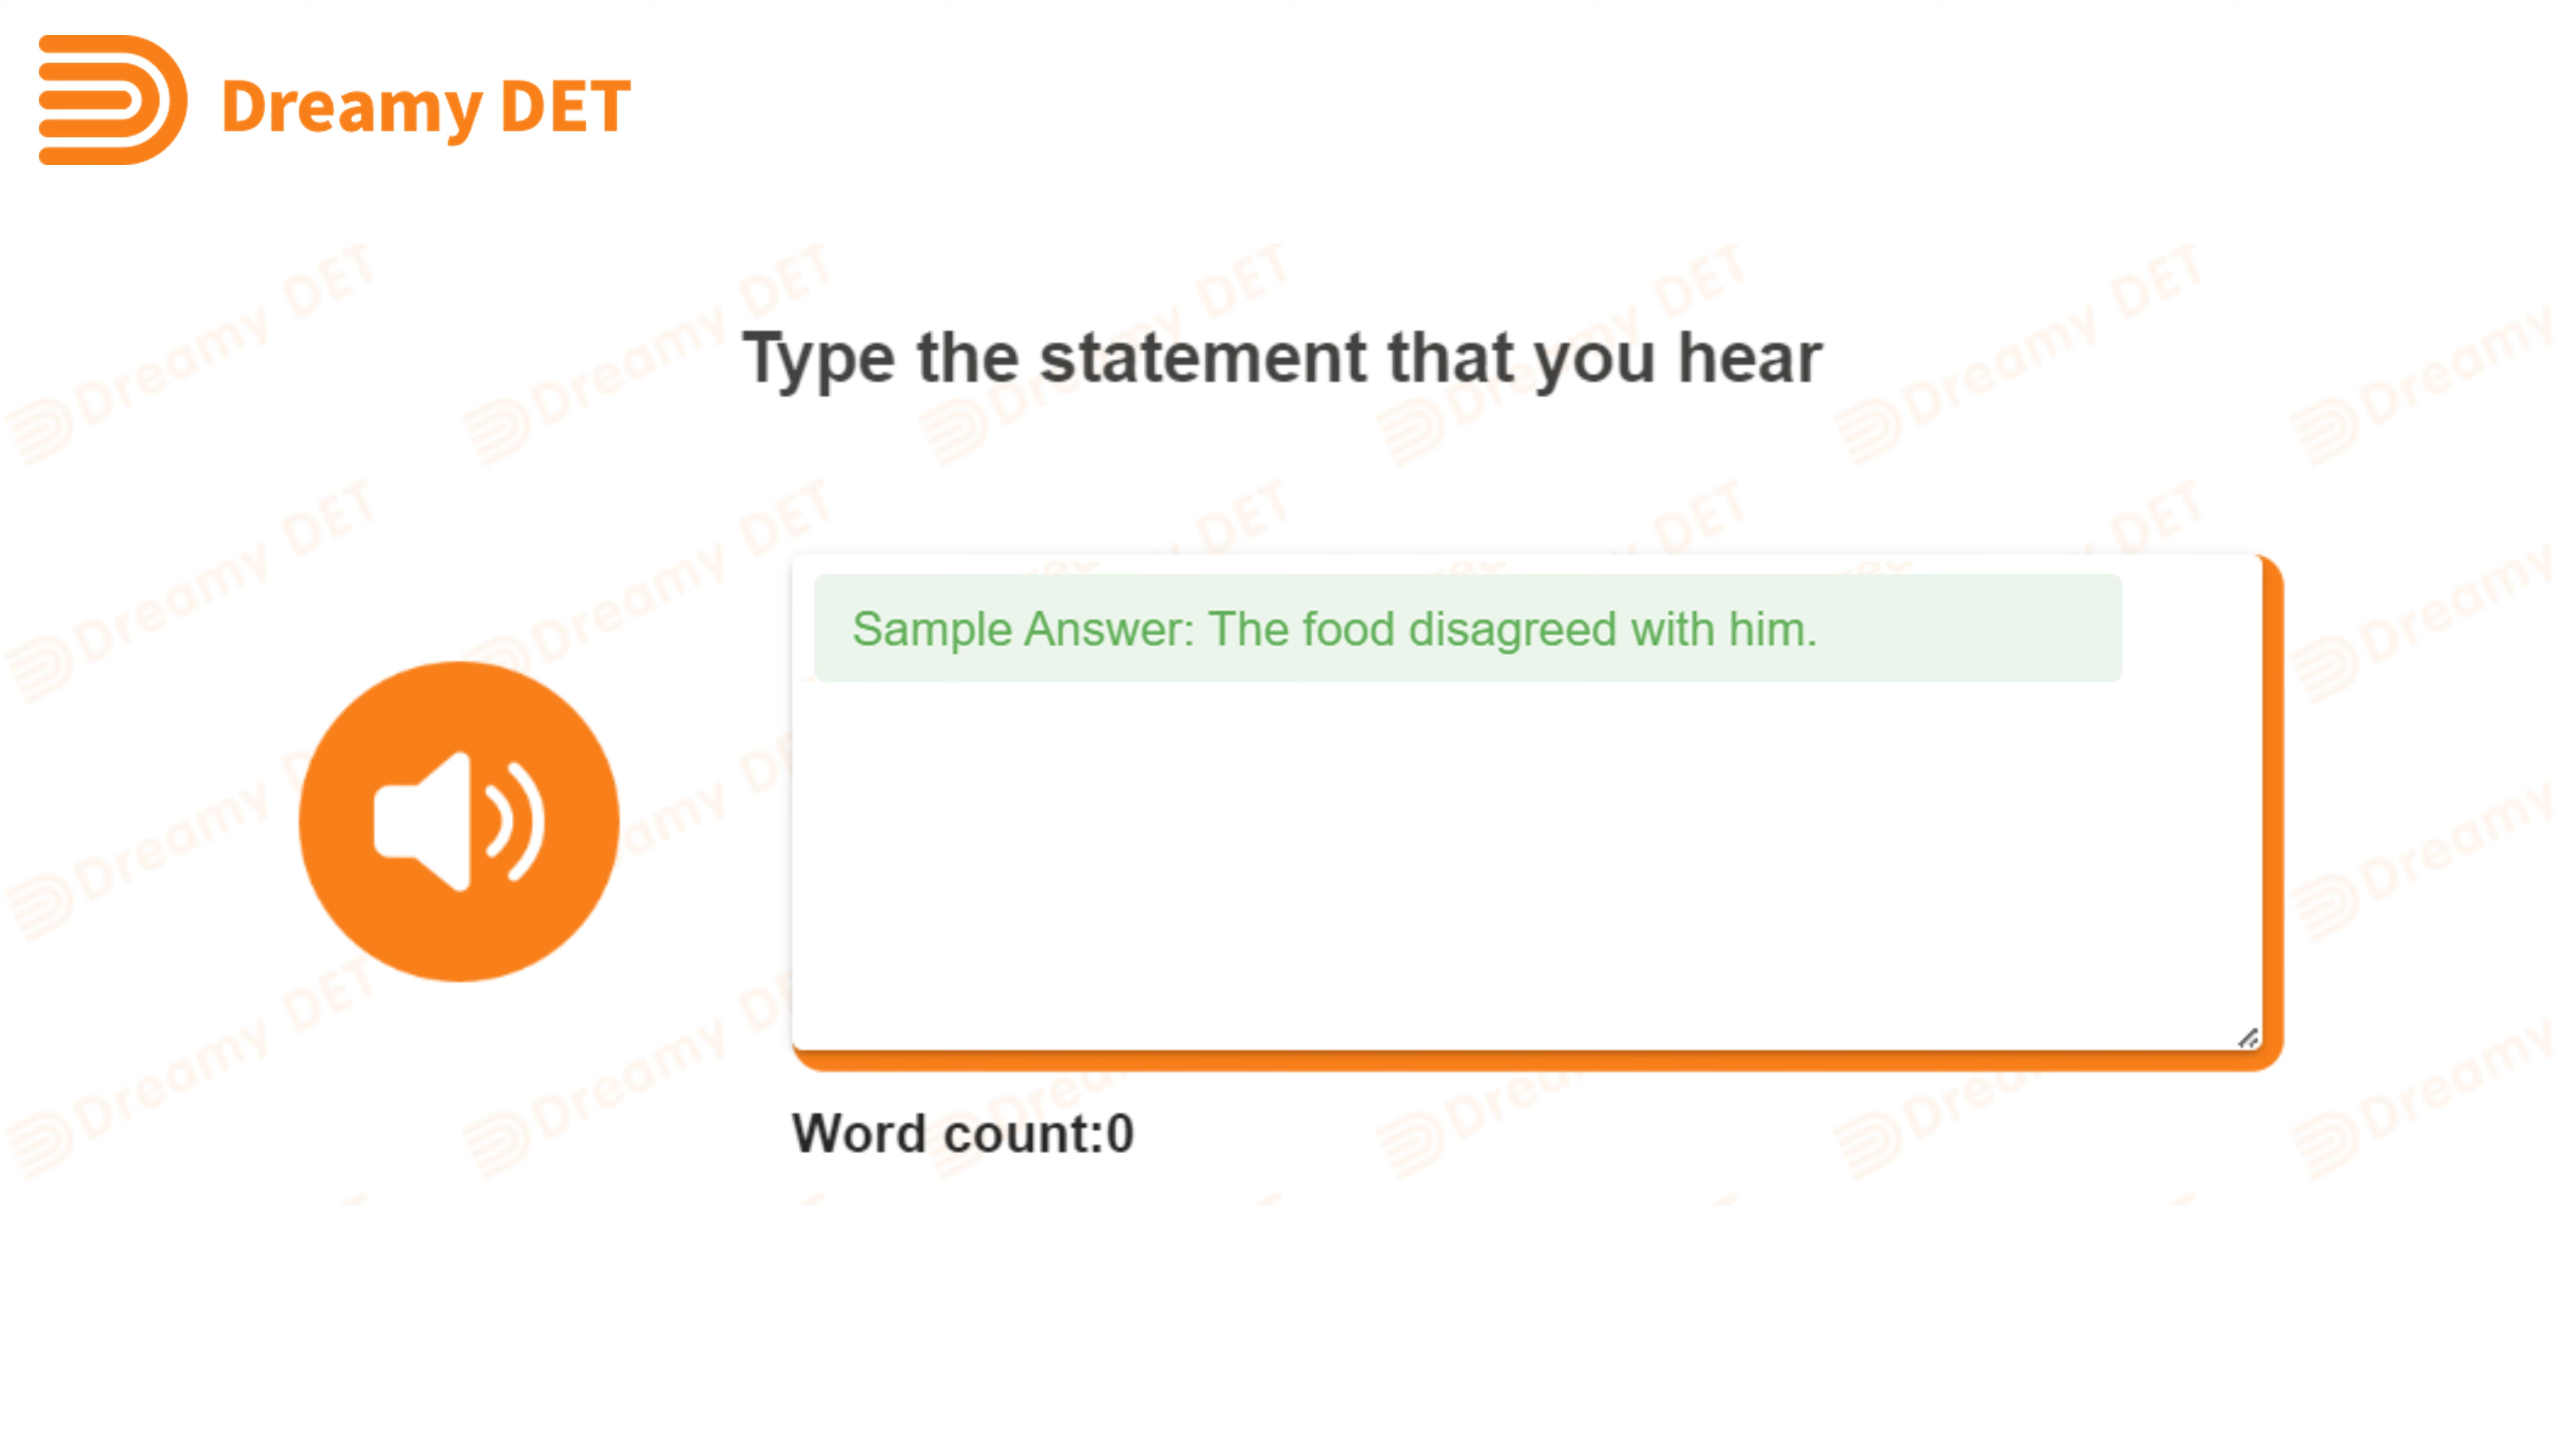 Dreamy DET
Type the statement that you hear
Sample Answer: The food disagreed with him.
Word count:0